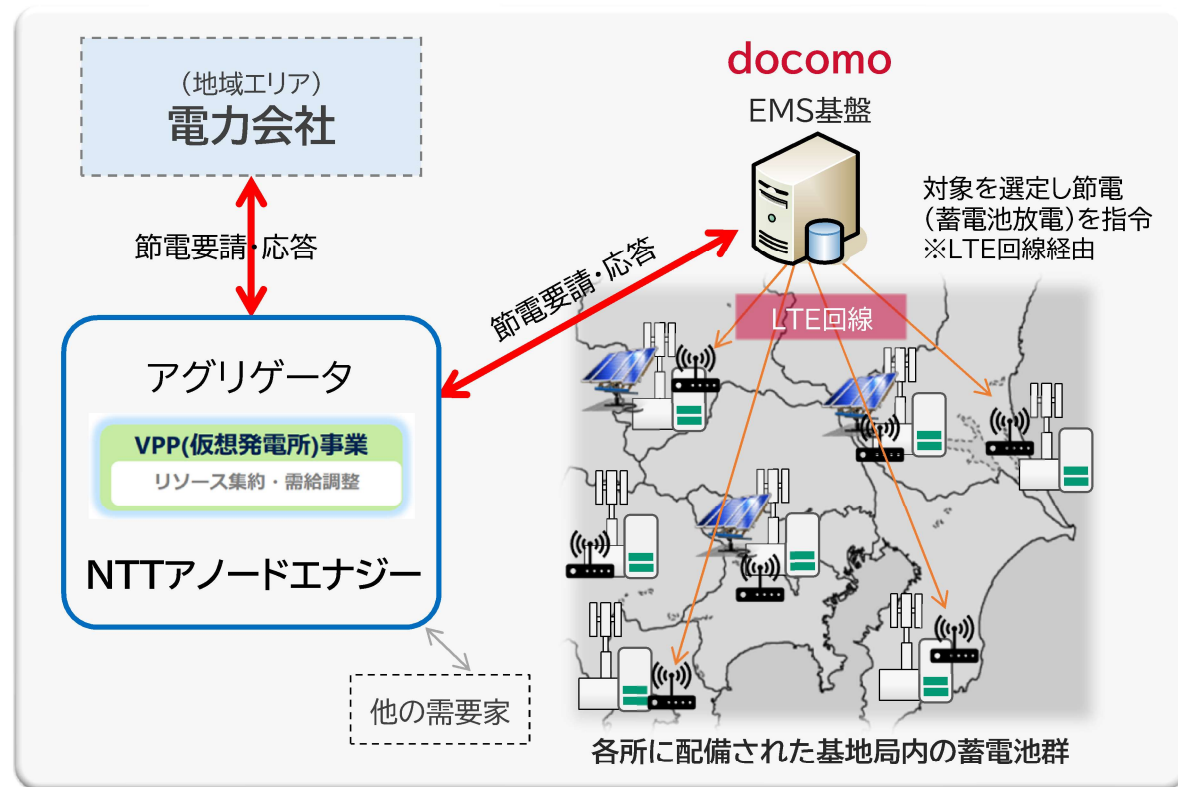 (地域エリア)
電力会社
節電要請・応答
アグリゲータ
VPP(仮想発電所)事業
リソース集約・需給調整
NTTアノードエナジー
他の需要家
節電要請・応答
docomo
EMS基盤
対象を選定し節電
(蓄電池放電)を指令
※LTE回線経由
LTE回線
各所に配備された基地局内の蓄電池群